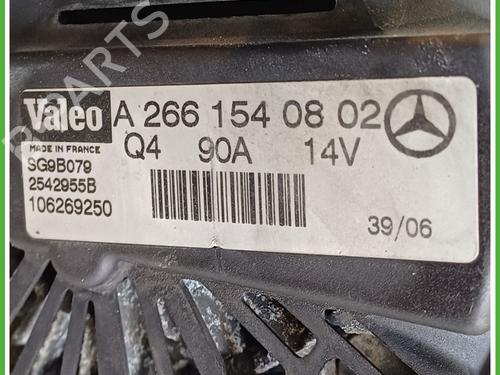 Valeo A 266 154 08 02
MADE IN FRANCE Q4 90A 14V
SG9B079
2542955B
106269250
39/06